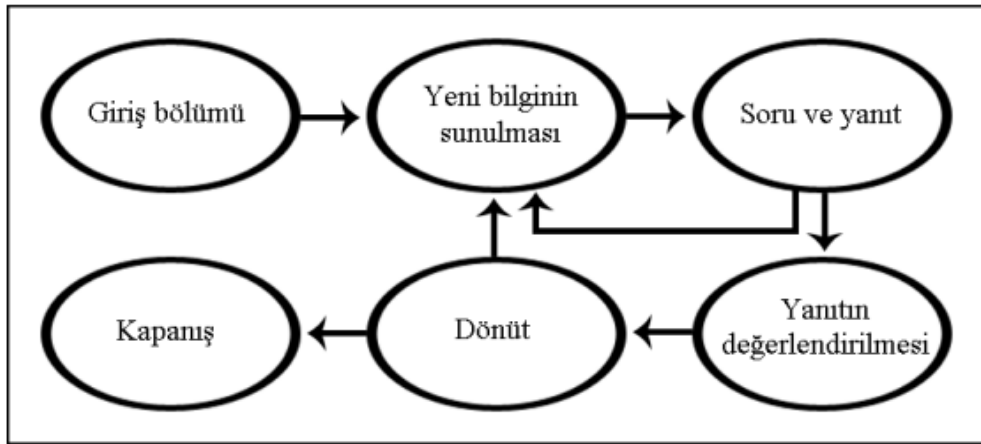 Giriş bölümü
Yeni bilginin
sunulması
Soru ve yanıt
Kapanış
Dönüt
Yanıtın
değerlendirilmesi